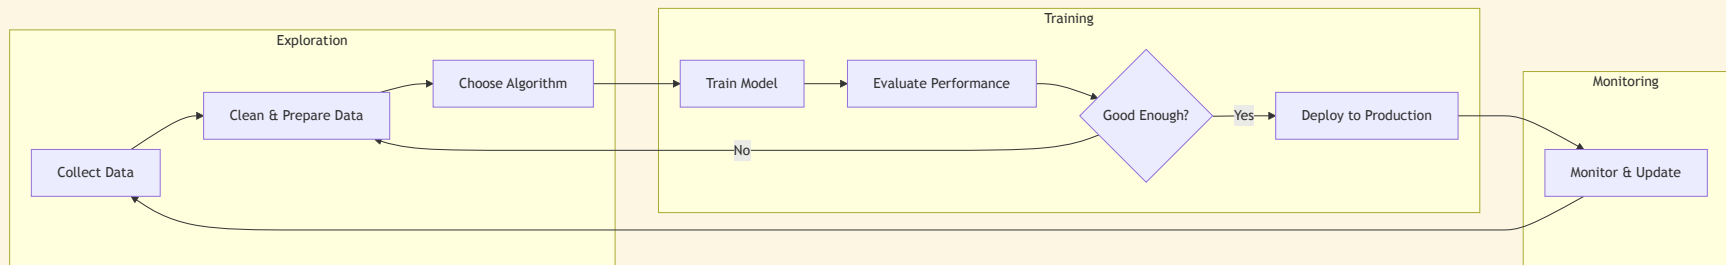 Exploration
Collect Data
Clean & Prepare Data
Choose Algorithm
Training
Train Model
Evaluate Performance
Good Enough?
Yes
No
Deploy to Production
Monitoring
Monitor & Update